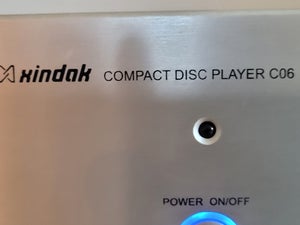 xindak COMPACT DISC PLAYER C06
POWER ON/OFF